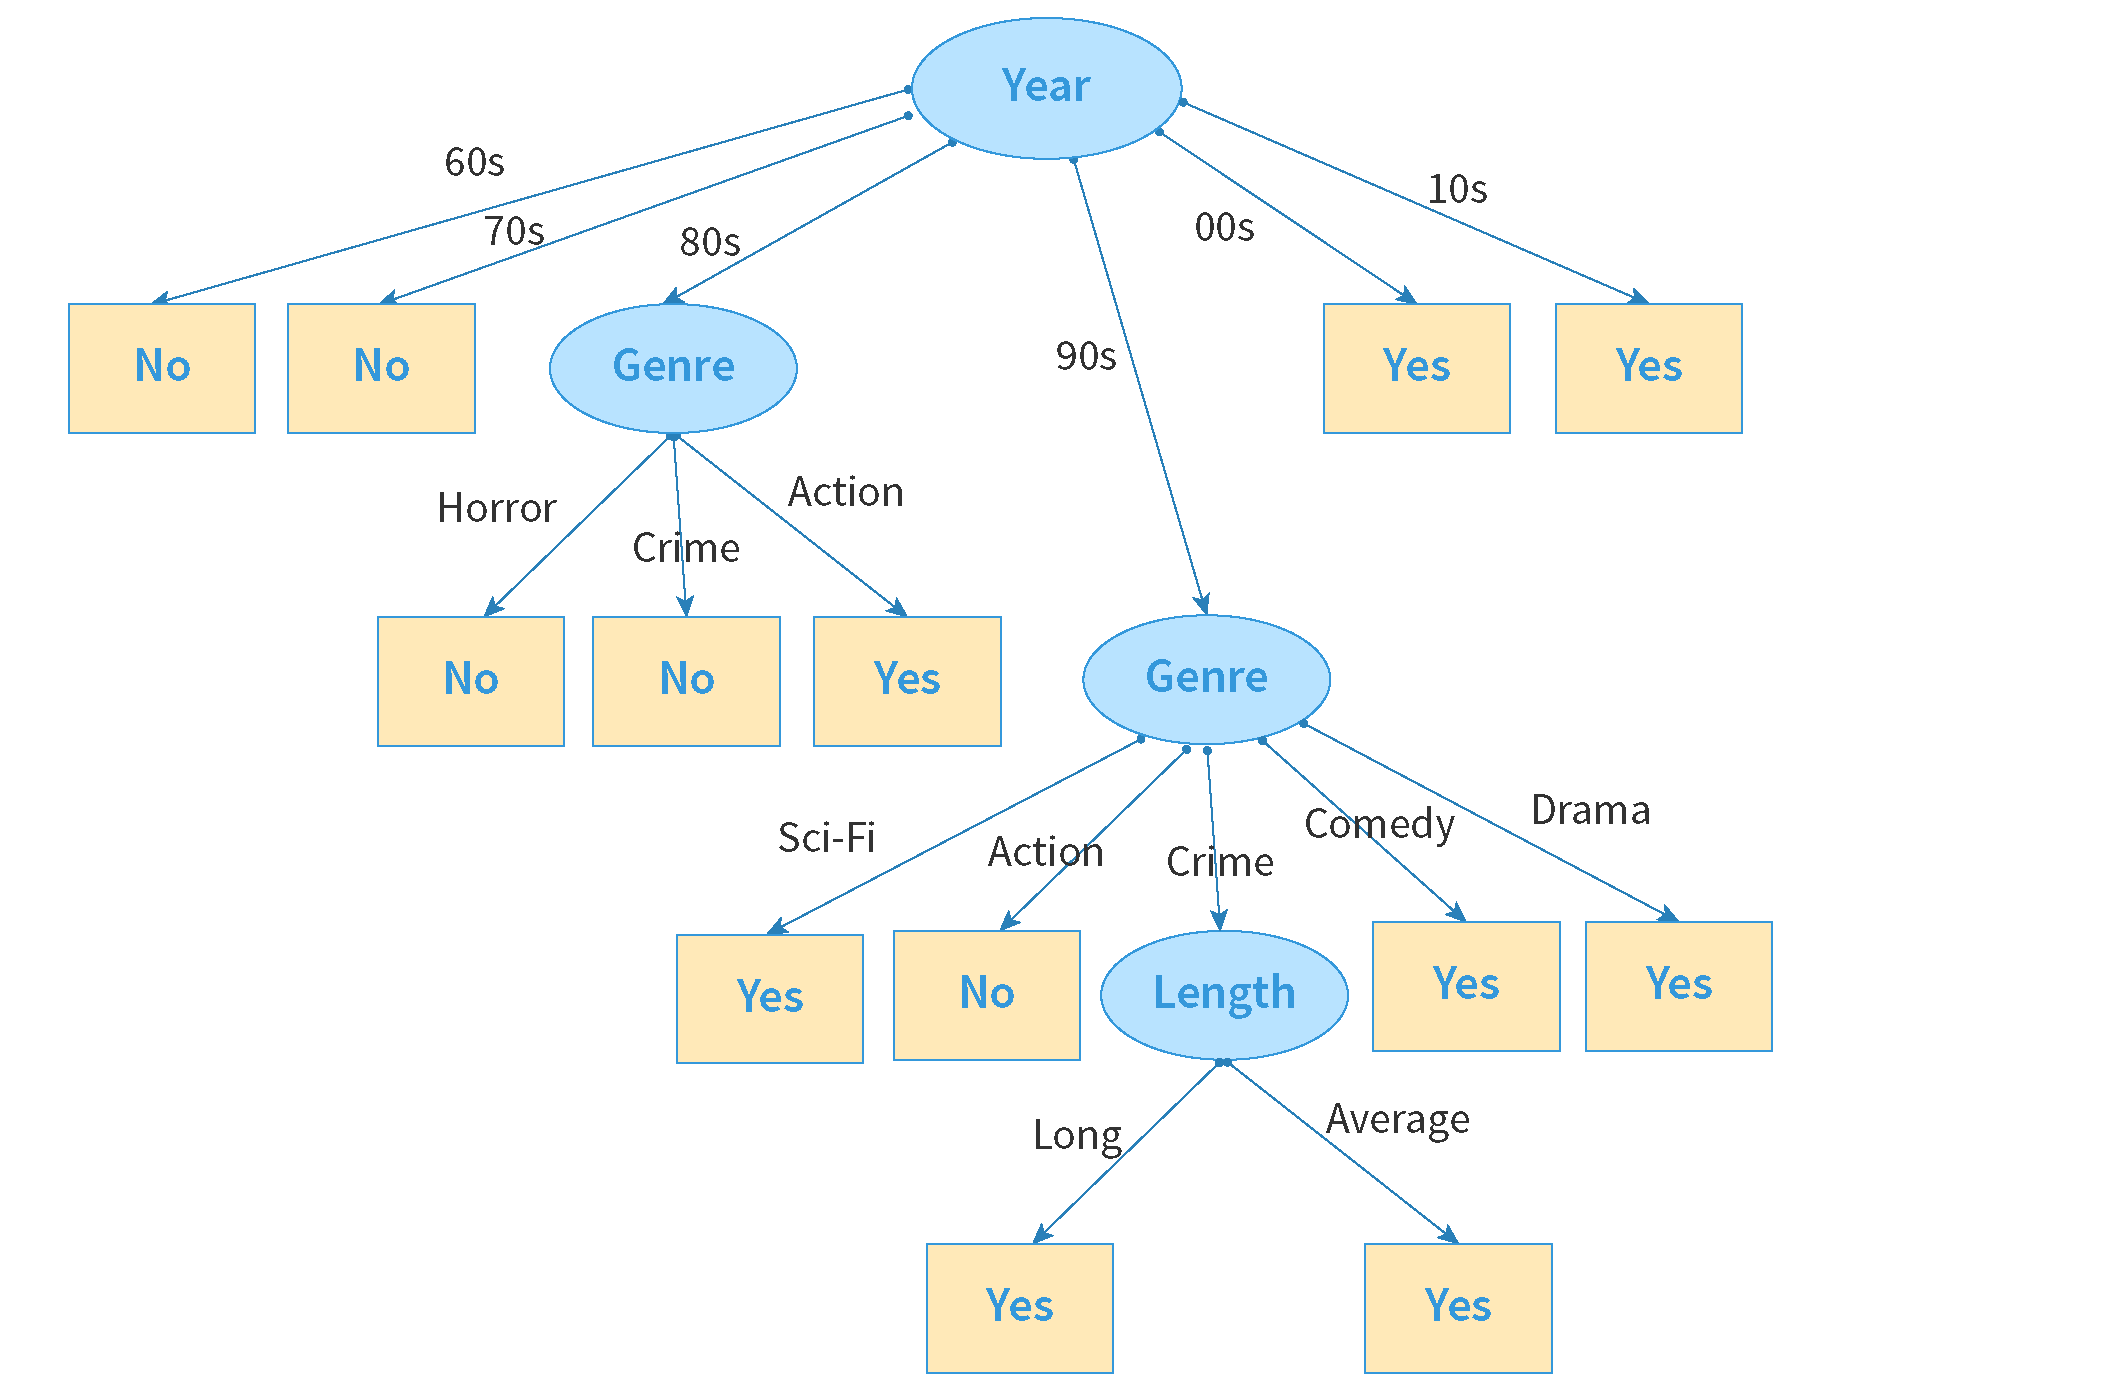 Year
60s
70s
80s
90s
00s
10s
No
No
Genre
Yes
Yes
Horror
Crime
Action
No
No
Yes
Genre
Sci-Fi
Action
Crime
Comedy
Drama
Yes
No
Length
Yes
Yes
Long
Average
Yes
Yes